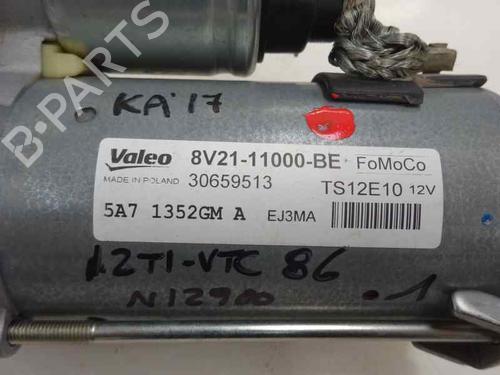 KA'17
Valeo 8V21-11000-BE FoMoCo
MADE IN POLAND 30659513 TS12E10 12V
5A7 1352GM A EJ3MA
1.2TI-VTC 86
N12900
.1
B-PARTS